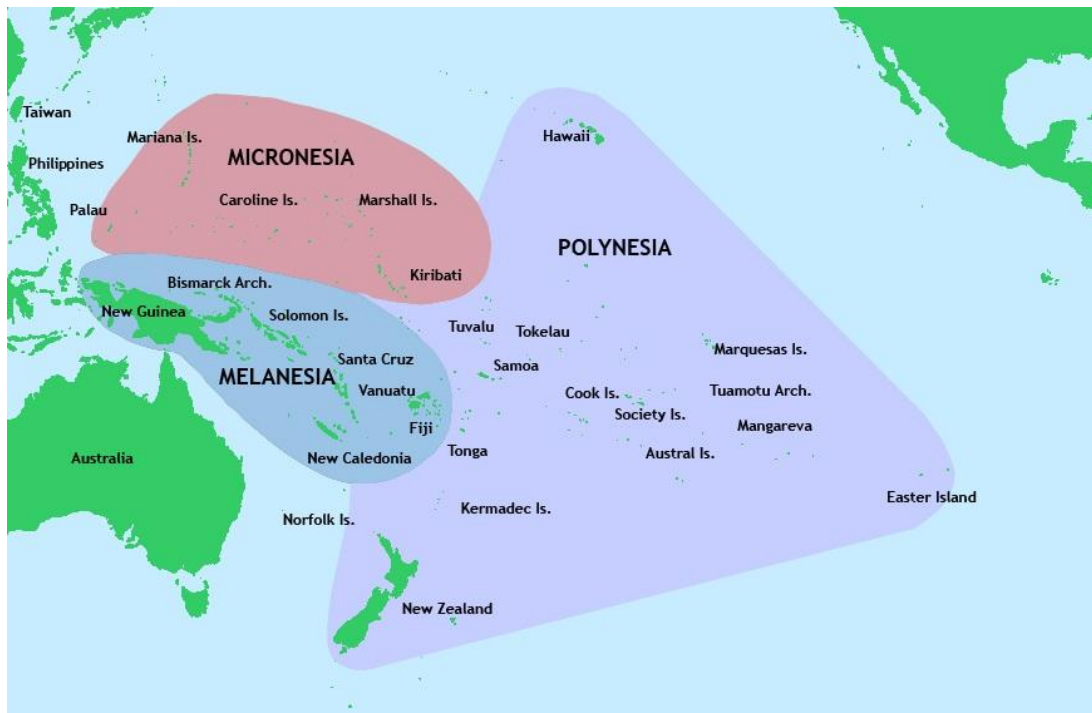 Taiwan
Mariana Is.
Hawaii
MICRONESIA
Philippines
Caroline Is.
Marshall Is.
Palau
POLYNESIA
Kiribati
Bismarck Arch.
New Guinea
Solomon Is.
Tuvalu
Tokelau
Marquesas Is.
Santa Cruz
Samoa
MELANESIA
Vanuatu
Cook Is.
Tuamotu Arch.
Society Is.
Fiji
Mangareva
Tonga
Austral Is.
Australia
New Caledonia
Easter Island
Kermadec Is.
Norfolk Is.
New Zealand